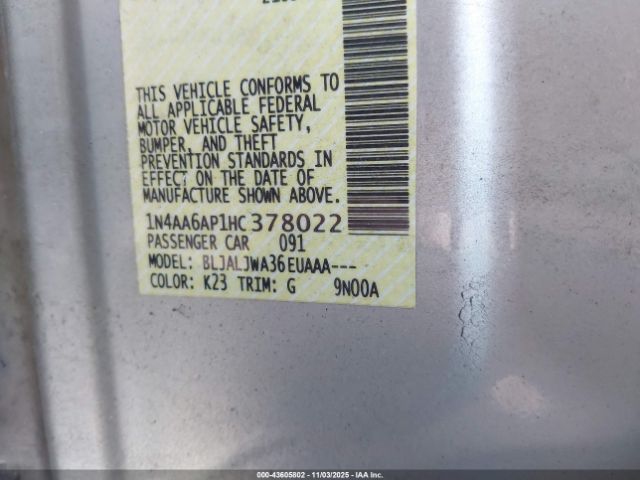 THIS VEHICLE CONFORMS TO
ALL APPLICABLE FEDERAL
MOTOR VEHICLE SAFETY,
BUMPER, AND THEFT
PREVENTION STANDARDS IN
EFFECT ON THE DATE OF
MANUFACTURE SHOWN ABOVE.
1N4AA6AP1HC378022
PASSENGER CAR 091
MODEL: BLJALJWA36EUAAA---
COLOR: K23 TRIM: G 9N00A
000-43605802 - 11/03/2025 - IAA Inc.